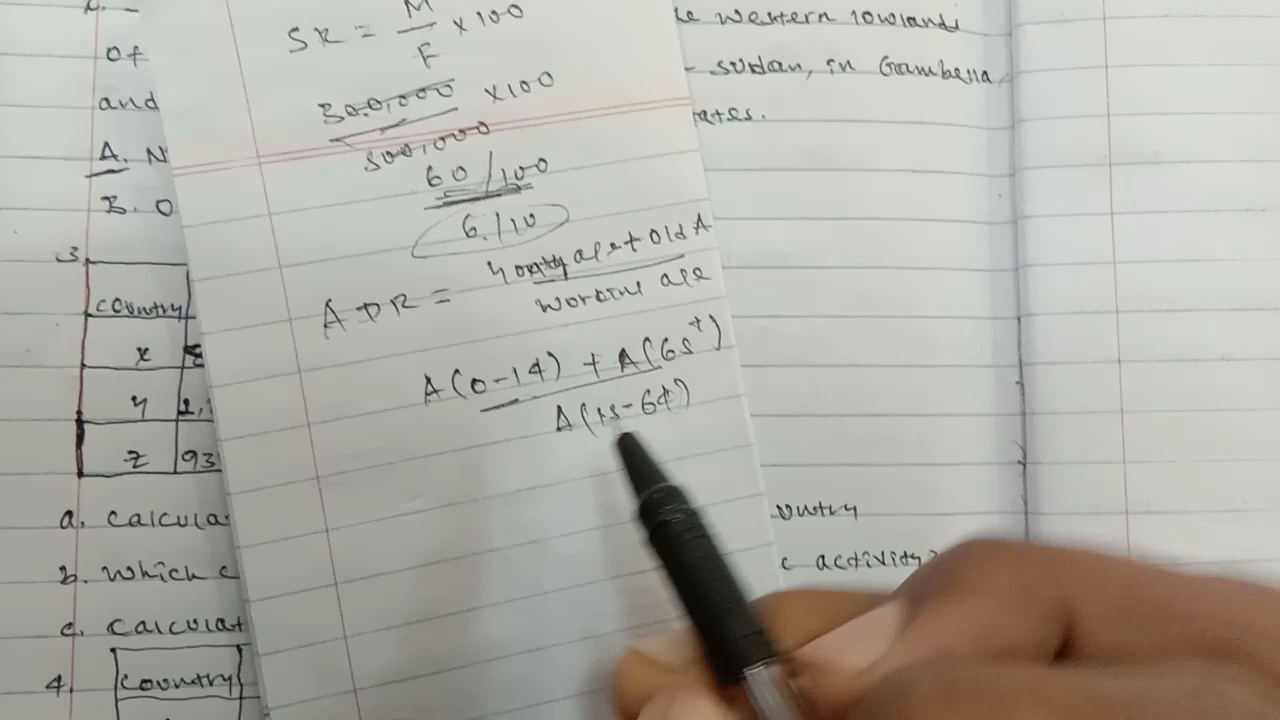 SR = M/F × 100
300,000/500,000 × 100
60/100
6/10
ADR = young age + Old A
working age
A(0-14) + A(65+)
A(15-64)
of
and
A. N
B. O
3.
country
x
y 2,
z 93
a. calcula
b. which c
c. calculat
4. country
western lowlands
- sudan, in Gambella
ates.
ountry
c activity?